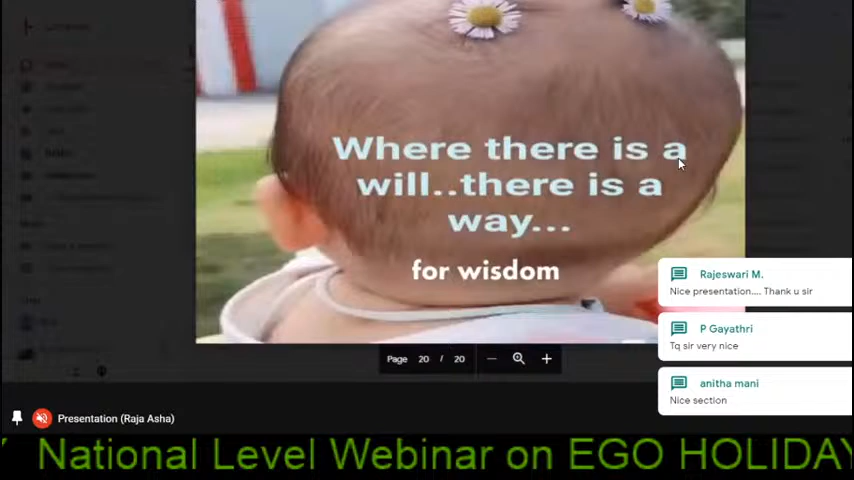 Where there is a
will..there is a
way...
for wisdom
Rajeswari M.
Nice presentation.... Thank u sir
P Gayathri
Tq sir very nice
anitha mani
Nice section
Page 20 / 20
Presentation (Raja Asha)
National Level Webinar on EGO HOLIDAY